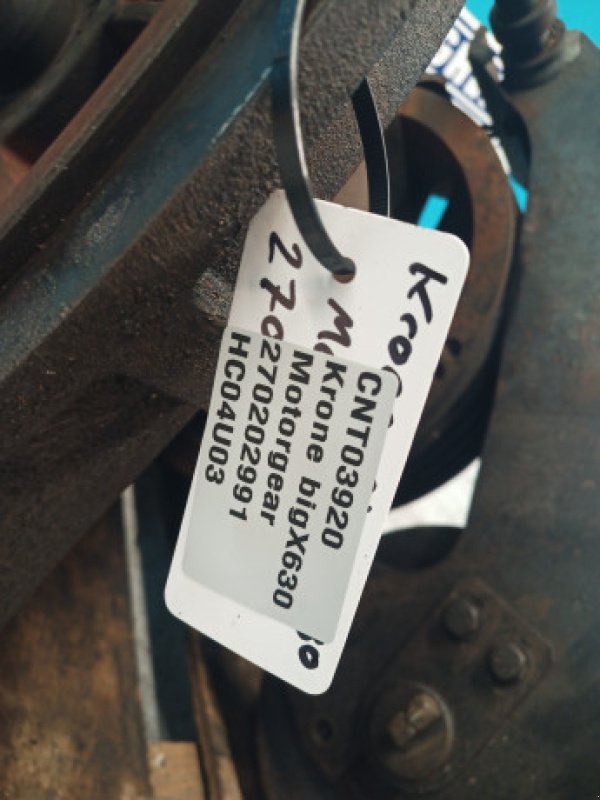 CNT03920
Krone bigX630
Motorgear
270202991
HC04U03